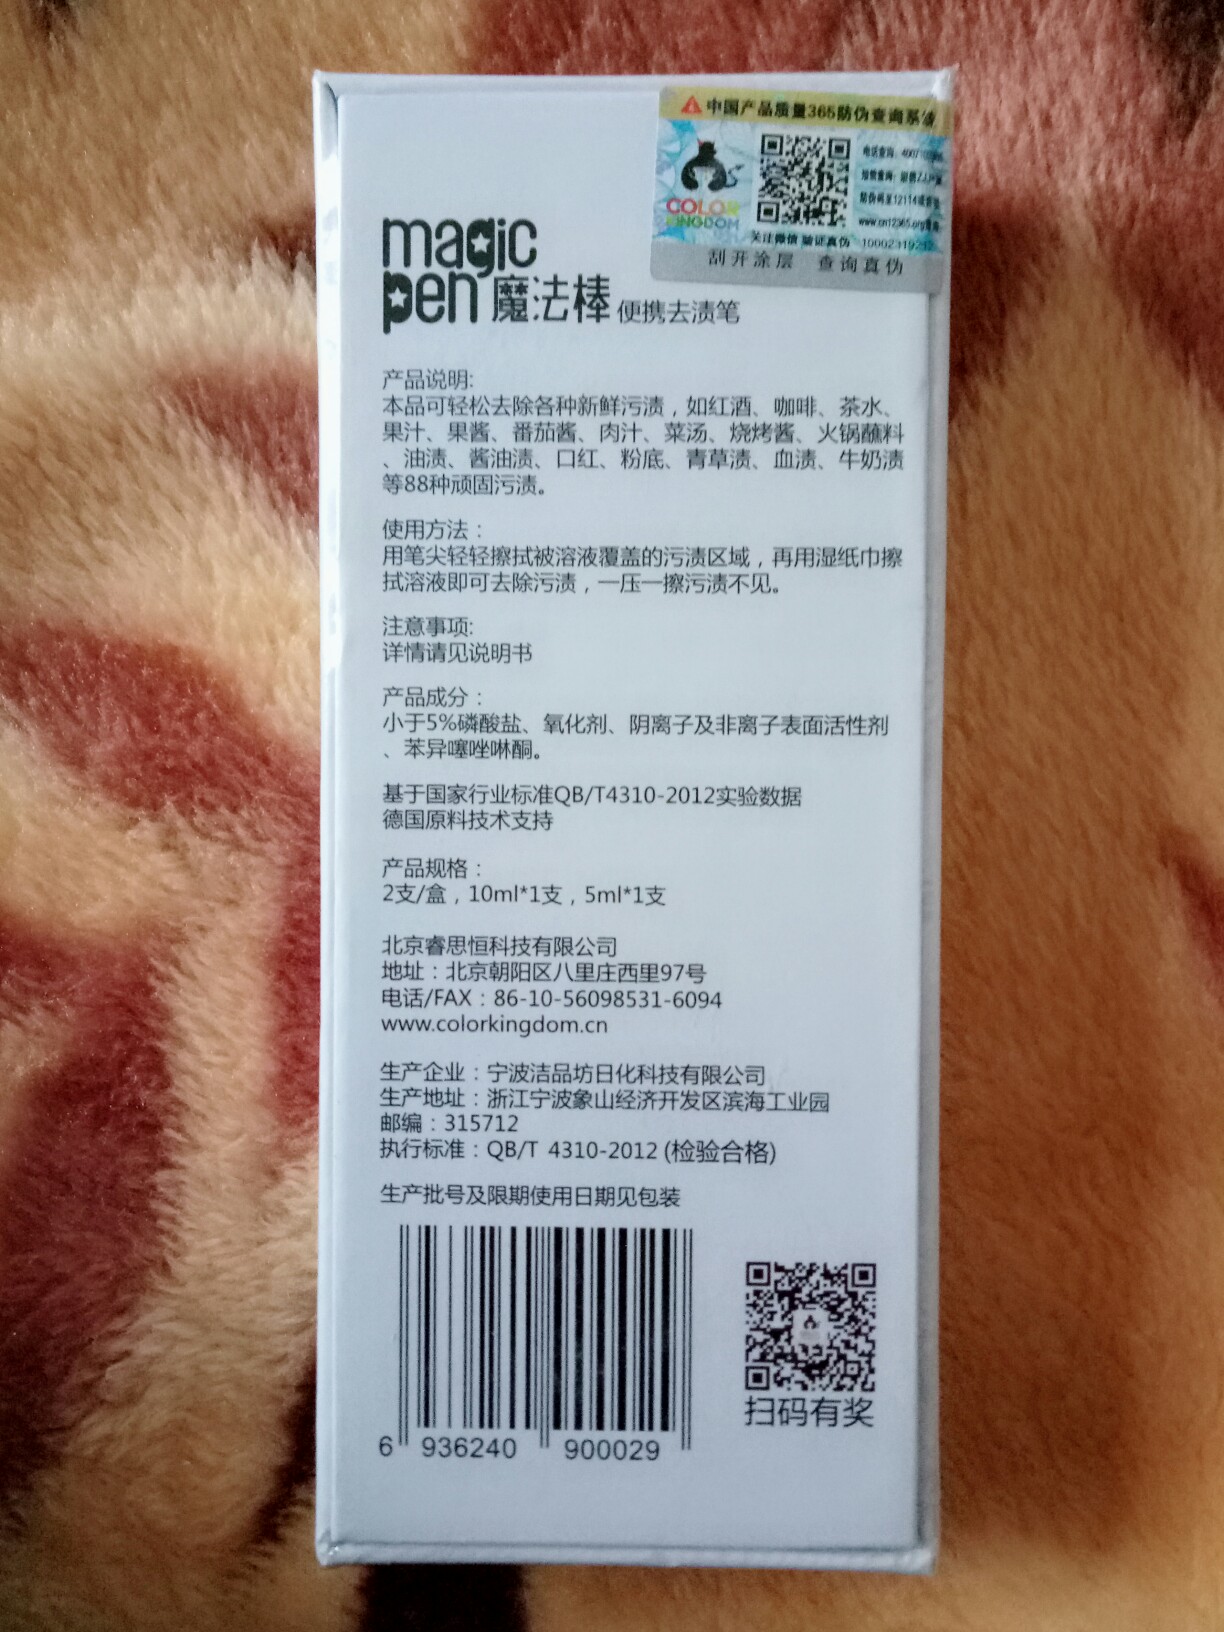 中国产品质量365防伪查询系统
COLOR
KINGDOM
www.cn12365.org
关注微信 验证真伪
刮开涂层 查询真伪
magic
pen 魔法棒 便携去渍笔
产品说明:
本品可轻松去除各种新鲜污渍，如红酒、咖啡、茶水、
果汁、果酱、番茄酱、肉汁、菜汤、烧烤酱、火锅蘸料
、油渍、酱油渍、口红、粉底、青草渍、血渍、牛奶渍
等88种顽固污渍。
使用方法：
用笔尖轻轻擦拭被溶液覆盖的污渍区域，再用湿纸巾擦
拭溶液即可去除污渍，一压一擦污渍不见。
注意事项:
详情请见说明书
产品成分：
小于5%磷酸盐、氧化剂、阴离子及非离子表面活性剂
、苯异噻唑啉酮。
基于国家行业标准QB/T4310-2012实验数据
德国原料技术支持
产品规格：
2支/盒，10ml*1支，5ml*1支
北京睿思恒科技有限公司
地址：北京朝阳区八里庄西里97号
电话/FAX：86-10-56098531-6094
www.colorkingdom.cn
生产企业：宁波洁品坊日化科技有限公司
生产地址：浙江宁波象山经济开发区滨海工业园
邮编：315712
执行标准：QB/T 4310-2012 (检验合格)
生产批号及限期使用日期见包装
扫码有奖
6 936240 900029